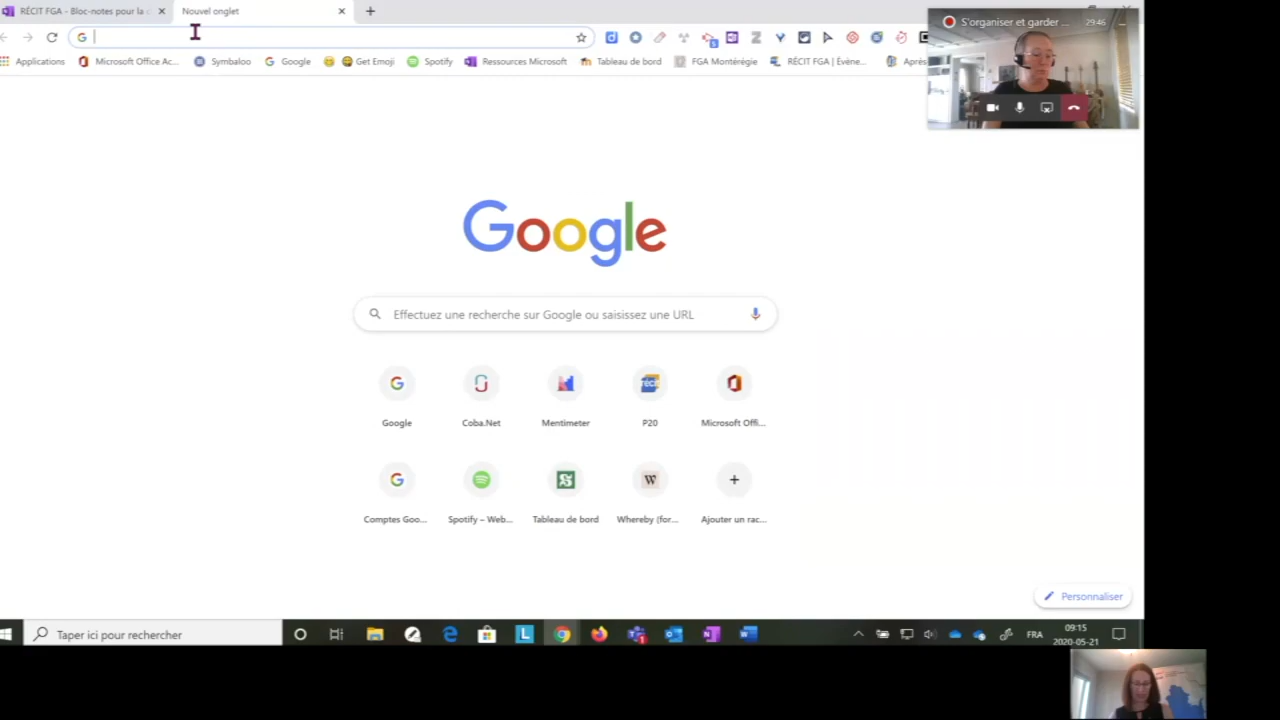 RÉCIT FGA - Bloc-notes pour la c
Nouvel onglet
S'organiser et garder ... 29:46
Applications Microsoft Office Ac... Symbaloo Google Get Emoji Spotify Ressources Microsoft Tableau de bord FGA Montérégie RÉCIT FGA | Évène... Après
Google
Effectuez une recherche sur Google ou saisissez une URL
Google Coba.Net Mentimeter P20 Microsoft Offi...
Comptes Goo... Spotify – Web... Tableau de bord Whereby (for... Ajouter un rac...
Personnaliser
Taper ici pour rechercher
FRA
09:15
2020-05-21